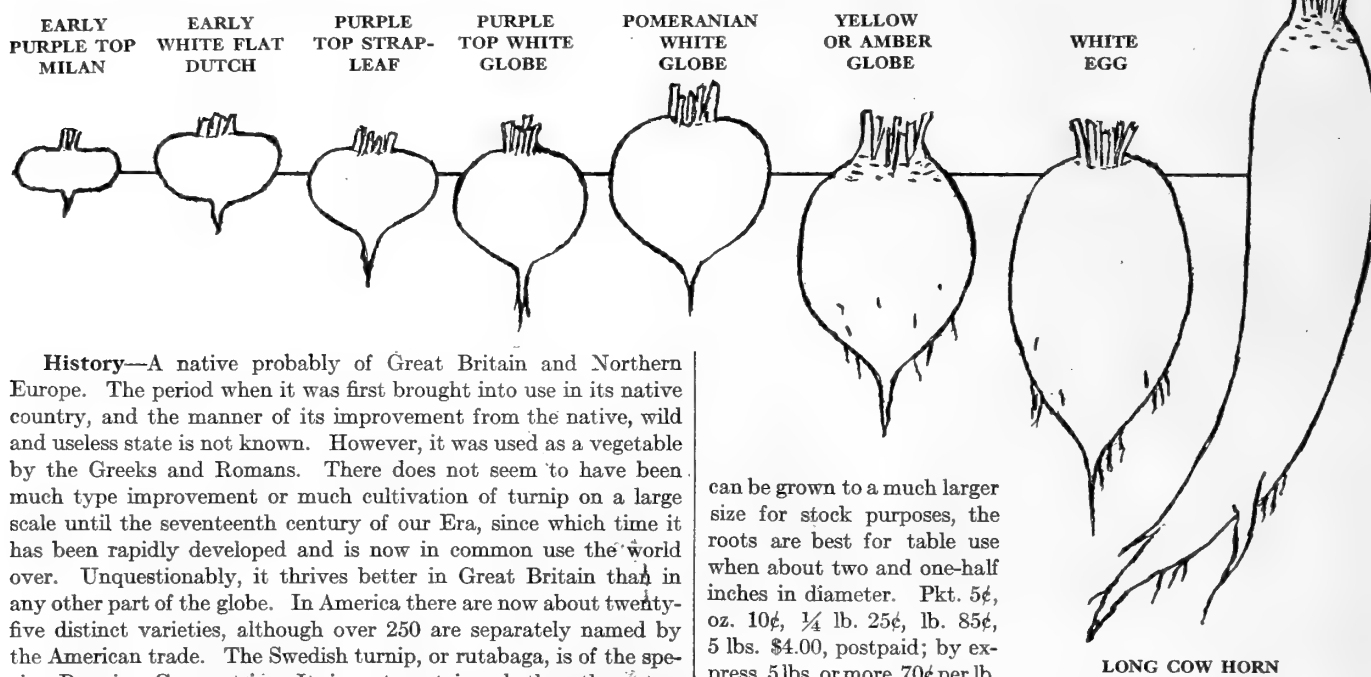 EARLY
PURPLE TOP
MILAN
EARLY
WHITE FLAT
DUTCH
PURPLE
TOP STRAP-
LEAF
PURPLE
TOP WHITE
GLOBE
POMERANIAN
WHITE
GLOBE
YELLOW
OR AMBER
GLOBE
WHITE
EGG
History—A native probably of Great Britain and Northern
Europe. The period when it was first brought into use in its native
country, and the manner of its improvement from the native, wild
and useless state is not known. However, it was used as a vegetable
by the Greeks and Romans. There does not seem to have been
much type improvement or much cultivation of turnip on a large
scale until the seventeenth century of our Era, since which time it
has been rapidly developed and is now in common use the world
over. Unquestionably, it thrives better in Great Britain than in
any other part of the globe. In America there are now about twenty-
five distinct varieties, although over 250 are separately named by
the American trade. The Swedish turnip, or rutabaga, is of the spe-
can be grown to a much larger
size for stock purposes, the
roots are best for table use
when about two and one-half
inches in diameter. Pkt. 5¢,
oz. 10¢, ¼ lb. 25¢, lb. 85¢,
5 lbs. $4.00, postpaid; by ex-
press, 5 lbs. or more, 70¢ per lb.
LONG COW HORN